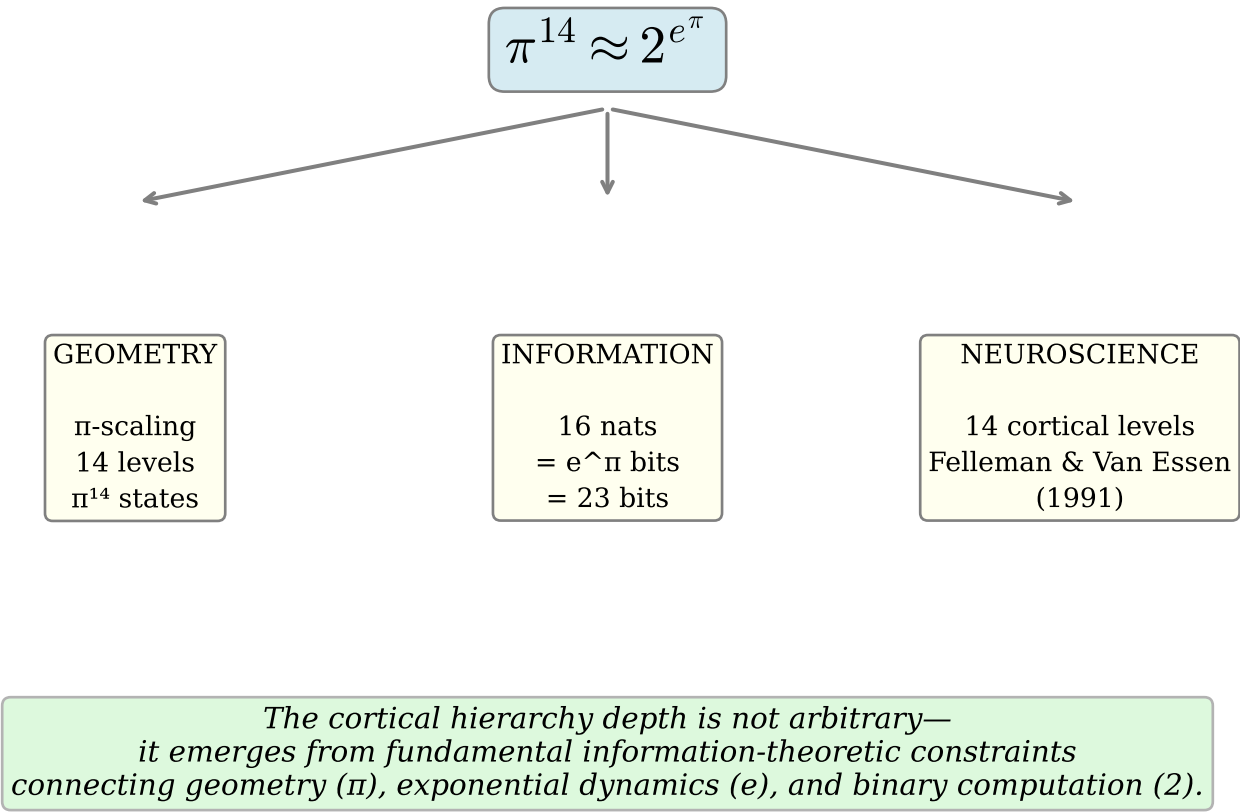 π¹⁴ ≈ 2^{e^π}
GEOMETRY
π-scaling
14 levels
π¹⁴ states
INFORMATION
16 nats
= e^π bits
= 23 bits
NEUROSCIENCE
14 cortical levels
Felleman & Van Essen
(1991)
The cortical hierarchy depth is not arbitrary—
it emerges from fundamental information-theoretic constraints
connecting geometry (π), exponential dynamics (e), and binary computation (2).